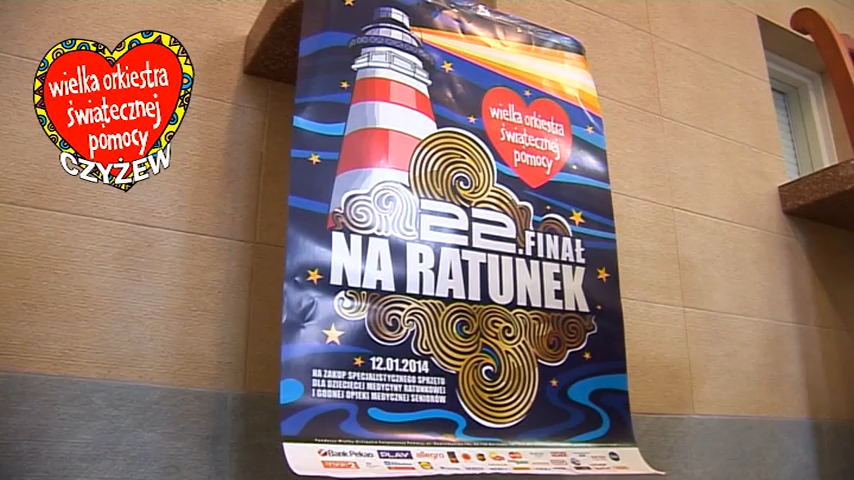 wielka orkiestra
świątecznej
pomocy
CZYŻEW
wielka orkiestra
świątecznej
pomocy
22.FINAŁ
NA RATUNEK
12.01.2014
NA ZAKUP SPECJALISTYCZNEGO SPRZĘTU
DLA DZIECIĘCEJ MEDYCYNY RATUNKOWEJ
I GODNEJ OPIEKI MEDYCZNEJ SENIORÓW
Bank Pekao PLAY allegro